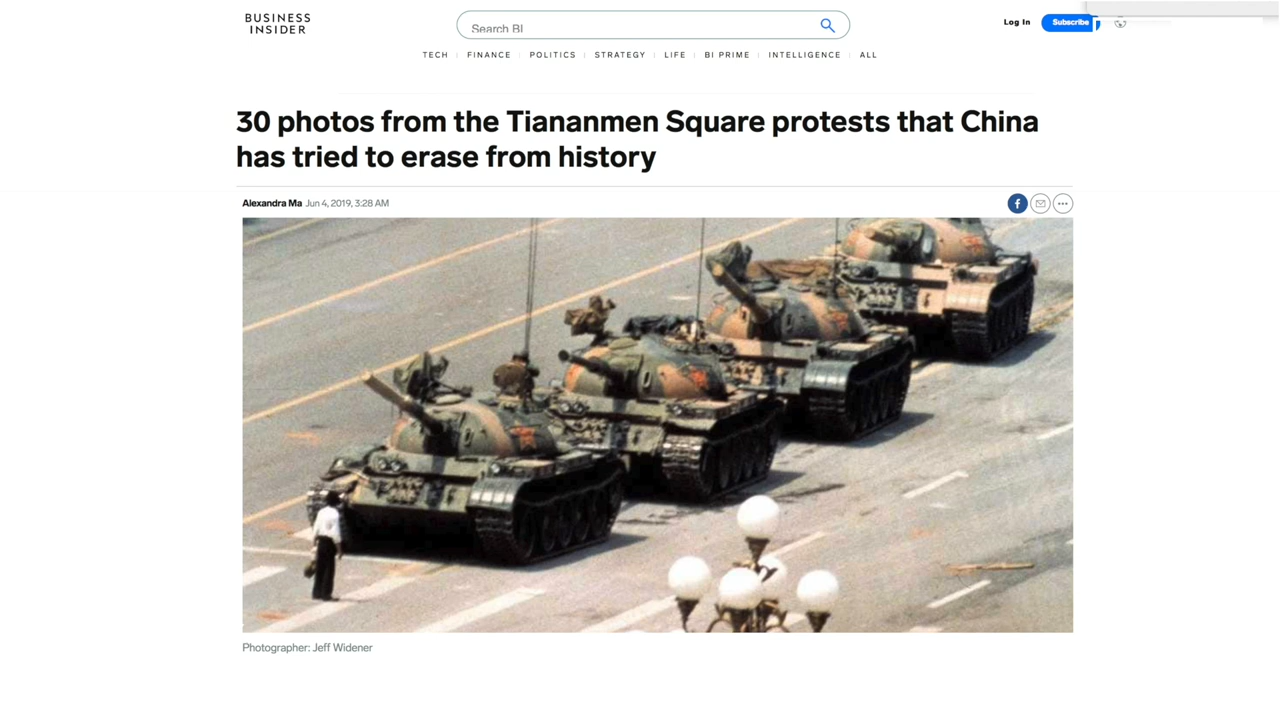 BUSINESS
INSIDER
Search BI
Log In
Subscribe
TECH
FINANCE
POLITICS
STRATEGY
LIFE
BI PRIME
INTELLIGENCE
ALL
30 photos from the Tiananmen Square protests that China
has tried to erase from history
Alexandra Ma Jun 4, 2019, 3:28 AM
Photographer: Jeff Widener